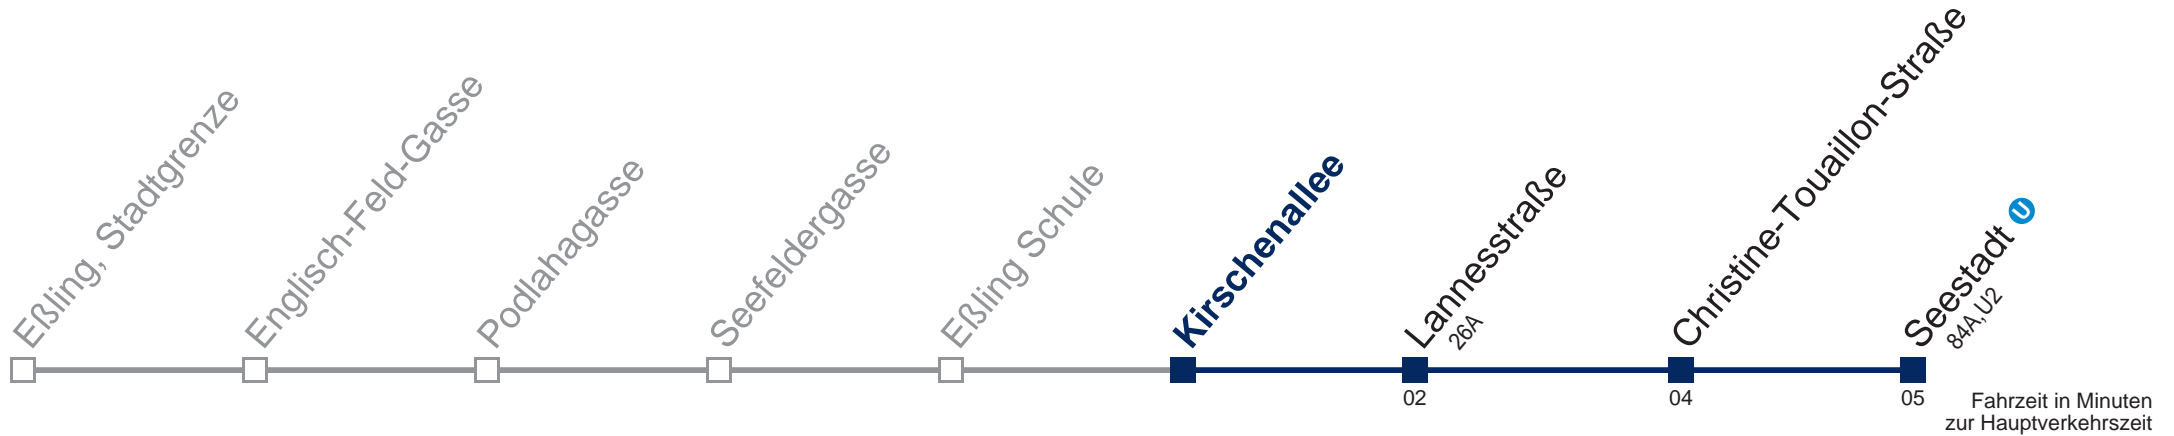 Eßling, Stadtgrenze
Englisch-Feld-Gasse
Podlahagasse
Seefeldergasse
Eßling Schule
Kirschenallee
Lannesstraße
26A
Christine-Touaillon-Straße
Seestadt U
84A, U2
02
04
05
Fahrzeit in Minuten
zur Hauptverkehrszeit